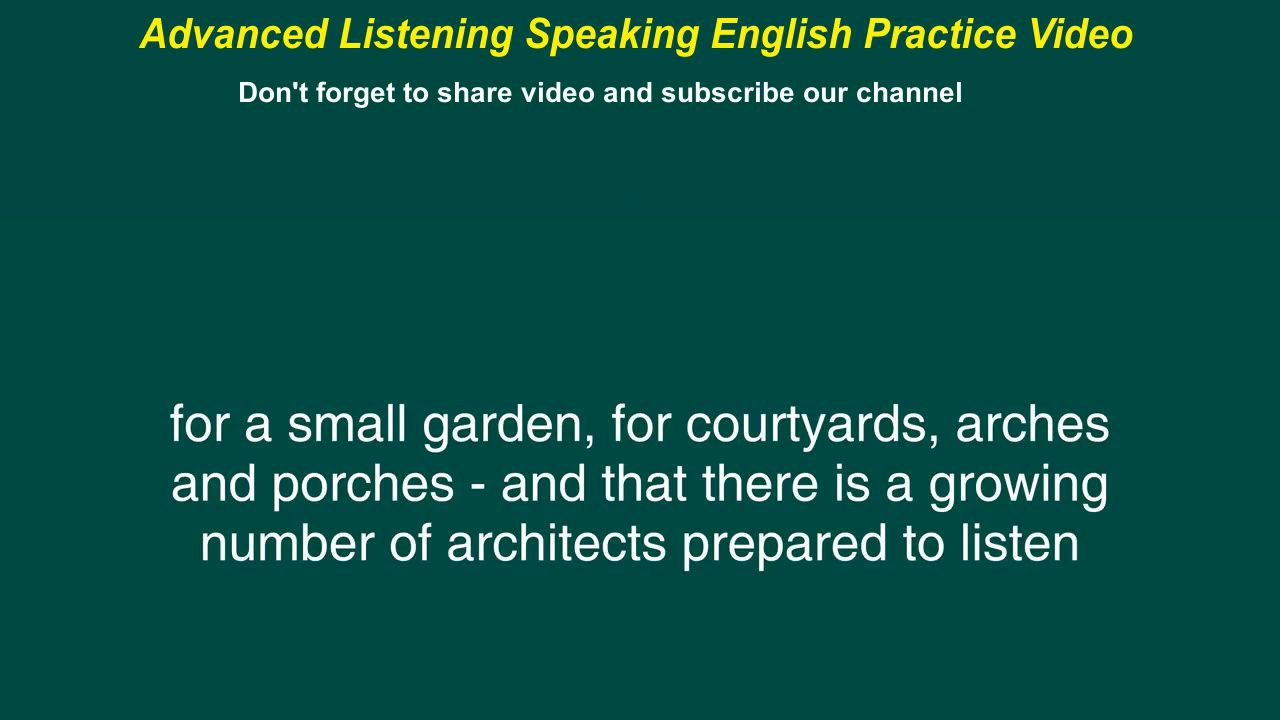 Advanced Listening Speaking English Practice Video
Don't forget to share video and subscribe our channel
for a small garden, for courtyards, arches
and porches - and that there is a growing
number of architects prepared to listen